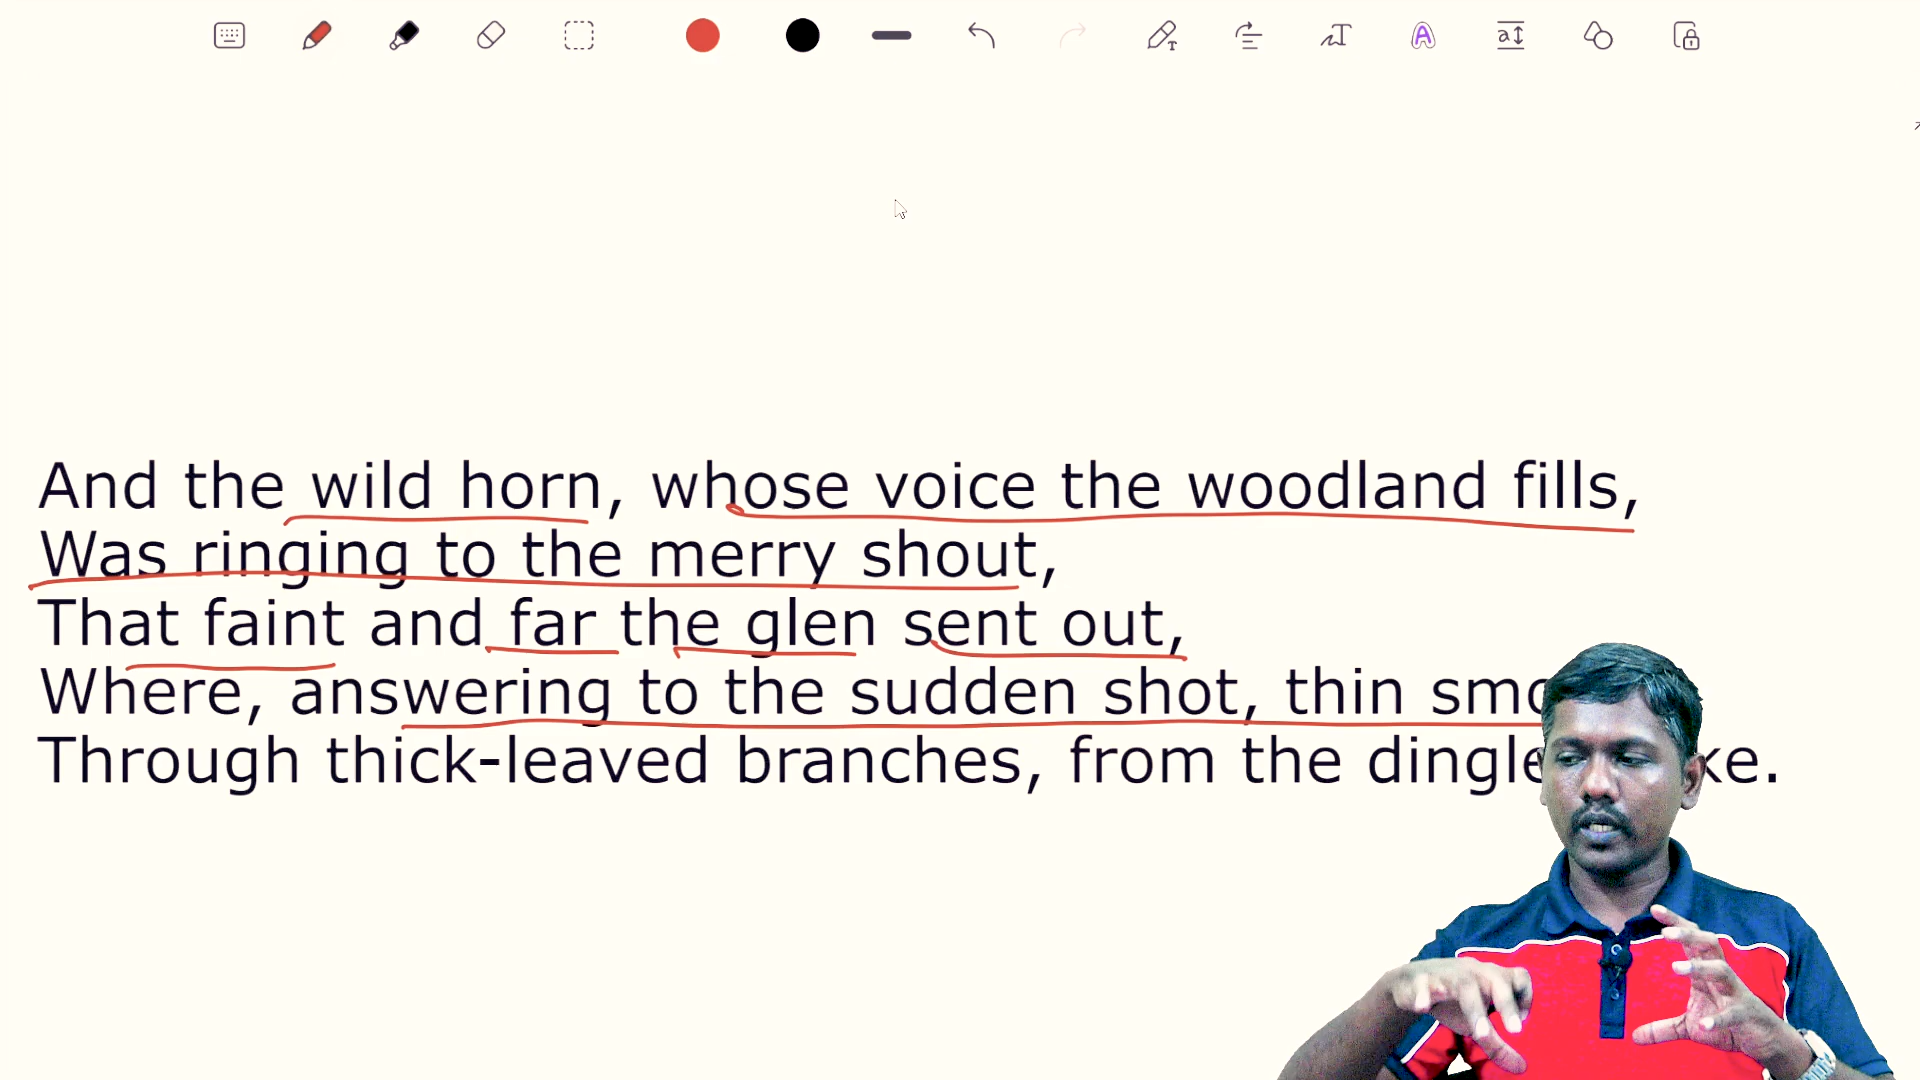 And the wild horn, whose voice the woodland fills,
Was ringing to the merry shout,
That faint and far the glen sent out,
Where, answering to the sudden shot, thin
Through thick-leaved branches, from the dingle